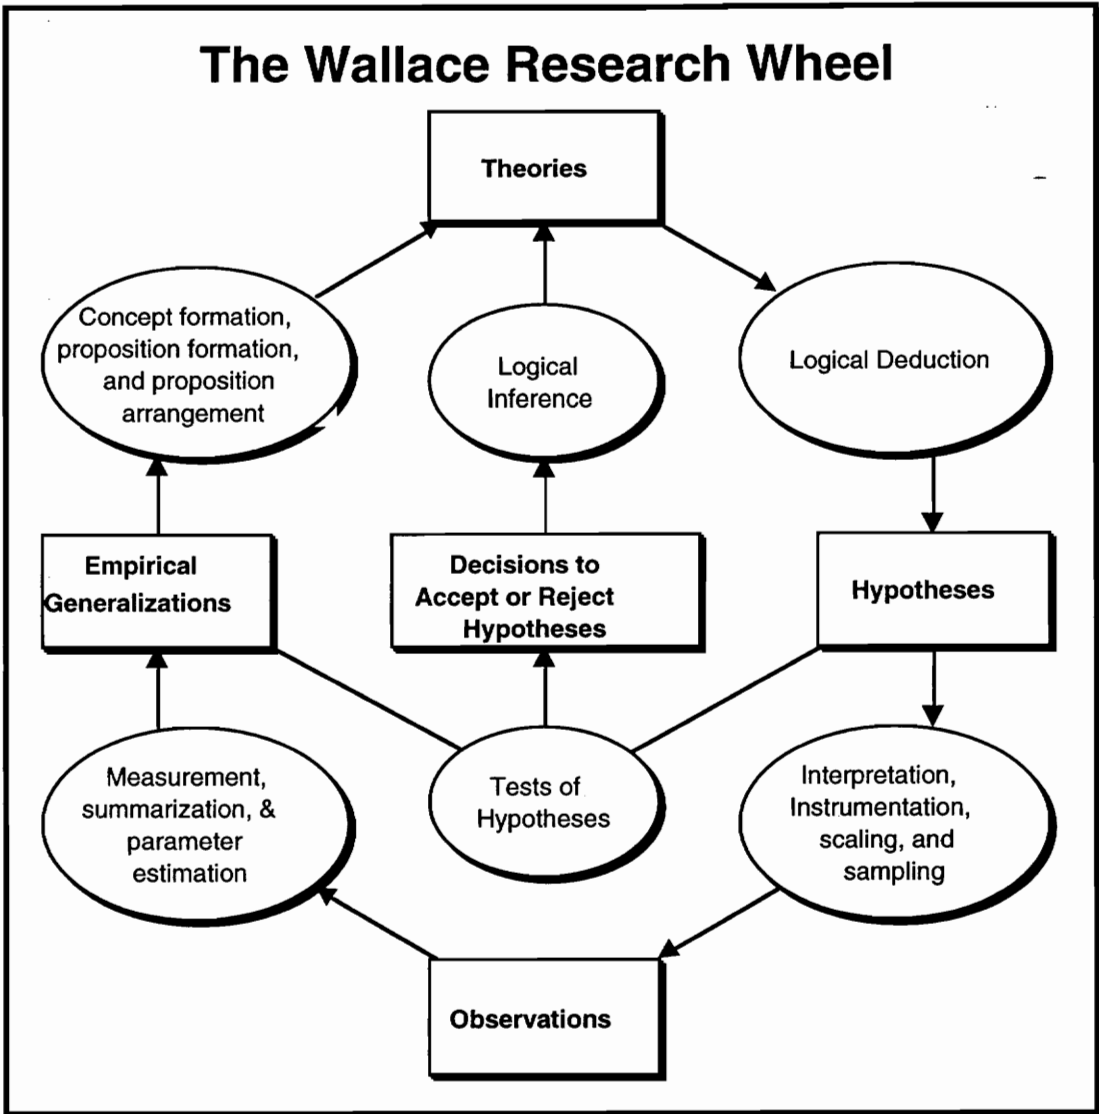 The Wallace Research Wheel
Theories
Concept formation,
proposition formation,
and proposition
arrangement
Logical
Inference
Logical Deduction
Empirical
Generalizations
Decisions to
Accept or Reject
Hypotheses
Hypotheses
Measurement,
summarization, &
parameter
estimation
Tests of
Hypotheses
Interpretation,
Instrumentation,
scaling, and
sampling
Observations